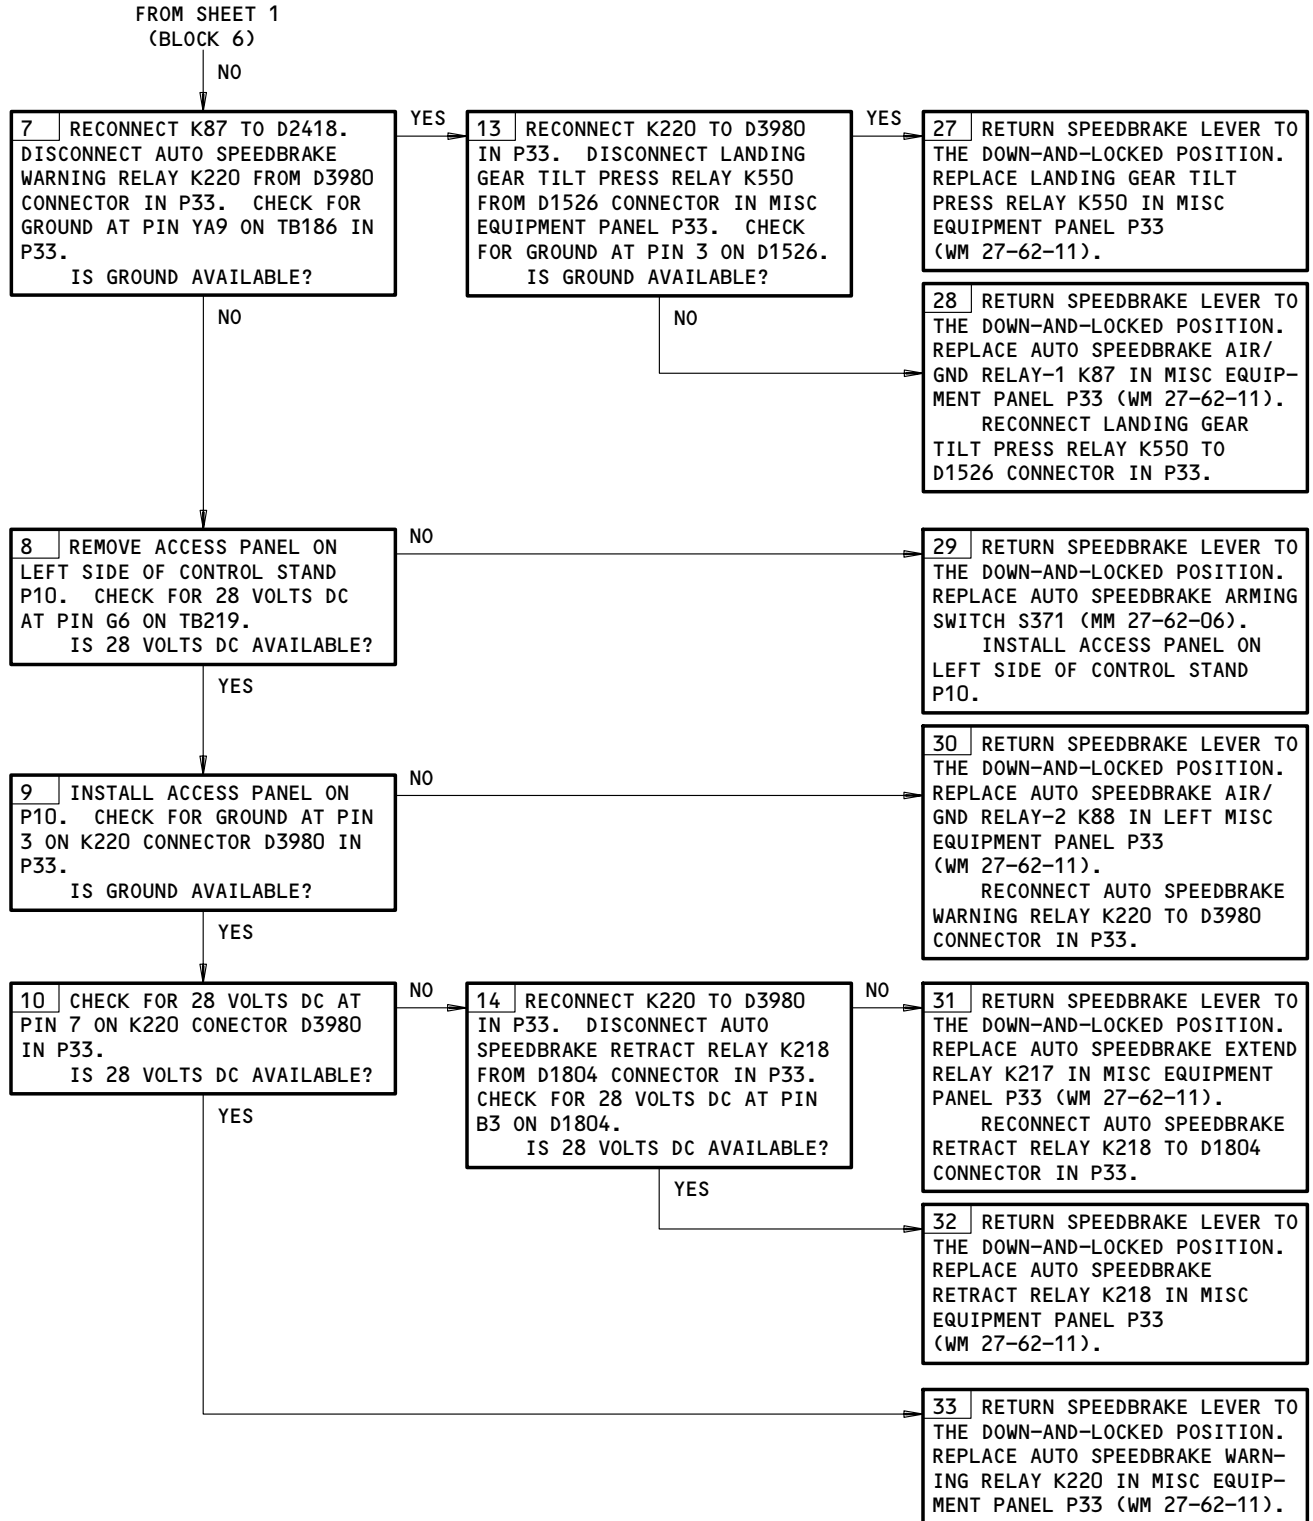 FROM SHEET 1
(BLOCK 6)
NO
7 RECONNECT K87 TO D2418.
DISCONNECT AUTO SPEEDBRAKE
WARNING RELAY K220 FROM D3980
CONNECTOR IN P33. CHECK FOR
GROUND AT PIN YA9 ON TB186 IN
P33.
IS GROUND AVAILABLE?
YES
13 RECONNECT K220 TO D3980
IN P33. DISCONNECT LANDING
GEAR TILT PRESS RELAY K550
FROM D1526 CONNECTOR IN MISC
EQUIPMENT PANEL P33. CHECK
FOR GROUND AT PIN 3 ON D1526.
IS GROUND AVAILABLE?
YES
27 RETURN SPEEDBRAKE LEVER TO
THE DOWN-AND-LOCKED POSITION.
REPLACE LANDING GEAR TILT
PRESS RELAY K550 IN MISC
EQUIPMENT PANEL P33
(WM 27-62-11).
NO
NO
28 RETURN SPEEDBRAKE LEVER TO
THE DOWN-AND-LOCKED POSITION.
REPLACE AUTO SPEEDBRAKE AIR/
GND RELAY-1 K87 IN MISC EQUIP-
MENT PANEL P33 (WM 27-62-11).
RECONNECT LANDING GEAR
TILT PRESS RELAY K550 TO
D1526 CONNECTOR IN P33.
8 REMOVE ACCESS PANEL ON
LEFT SIDE OF CONTROL STAND
P10. CHECK FOR 28 VOLTS DC
AT PIN G6 ON TB219.
IS 28 VOLTS DC AVAILABLE?
NO
29 RETURN SPEEDBRAKE LEVER TO
THE DOWN-AND-LOCKED POSITION.
REPLACE AUTO SPEEDBRAKE ARMING
SWITCH S371 (MM 27-62-06).
INSTALL ACCESS PANEL ON
LEFT SIDE OF CONTROL STAND
P10.
YES
9 INSTALL ACCESS PANEL ON
P10. CHECK FOR GROUND AT PIN
3 ON K220 CONNECTOR D3980 IN
P33.
IS GROUND AVAILABLE?
NO
30 RETURN SPEEDBRAKE LEVER TO
THE DOWN-AND-LOCKED POSITION.
REPLACE AUTO SPEEDBRAKE AIR/
GND RELAY-2 K88 IN LEFT MISC
EQUIPMENT PANEL P33
(WM 27-62-11).
RECONNECT AUTO SPEEDBRAKE
WARNING RELAY K220 TO D3980
CONNECTOR IN P33.
YES
10 CHECK FOR 28 VOLTS DC AT
PIN 7 ON K220 CONECTOR D3980
IN P33.
IS 28 VOLTS DC AVAILABLE?
NO
14 RECONNECT K220 TO D3980
IN P33. DISCONNECT AUTO
SPEEDBRAKE RETRACT RELAY K218
FROM D1804 CONNECTOR IN P33.
CHECK FOR 28 VOLTS DC AT PIN
B3 ON D1804.
IS 28 VOLTS DC AVAILABLE?
NO
31 RETURN SPEEDBRAKE LEVER TO
THE DOWN-AND-LOCKED POSITION.
REPLACE AUTO SPEEDBRAKE EXTEND
RELAY K217 IN MISC EQUIPMENT
PANEL P33 (WM 27-62-11).
RECONNECT AUTO SPEEDBRAKE
RETRACT RELAY K218 TO D1804
CONNECTOR IN P33.
YES
YES
32 RETURN SPEEDBRAKE LEVER TO
THE DOWN-AND-LOCKED POSITION.
REPLACE AUTO SPEEDBRAKE
RETRACT RELAY K218 IN MISC
EQUIPMENT PANEL P33
(WM 27-62-11).
33 RETURN SPEEDBRAKE LEVER TO
THE DOWN-AND-LOCKED POSITION.
REPLACE AUTO SPEEDBRAKE WARN-
ING RELAY K220 IN MISC EQUIP-
MENT PANEL P33 (WM 27-62-11).